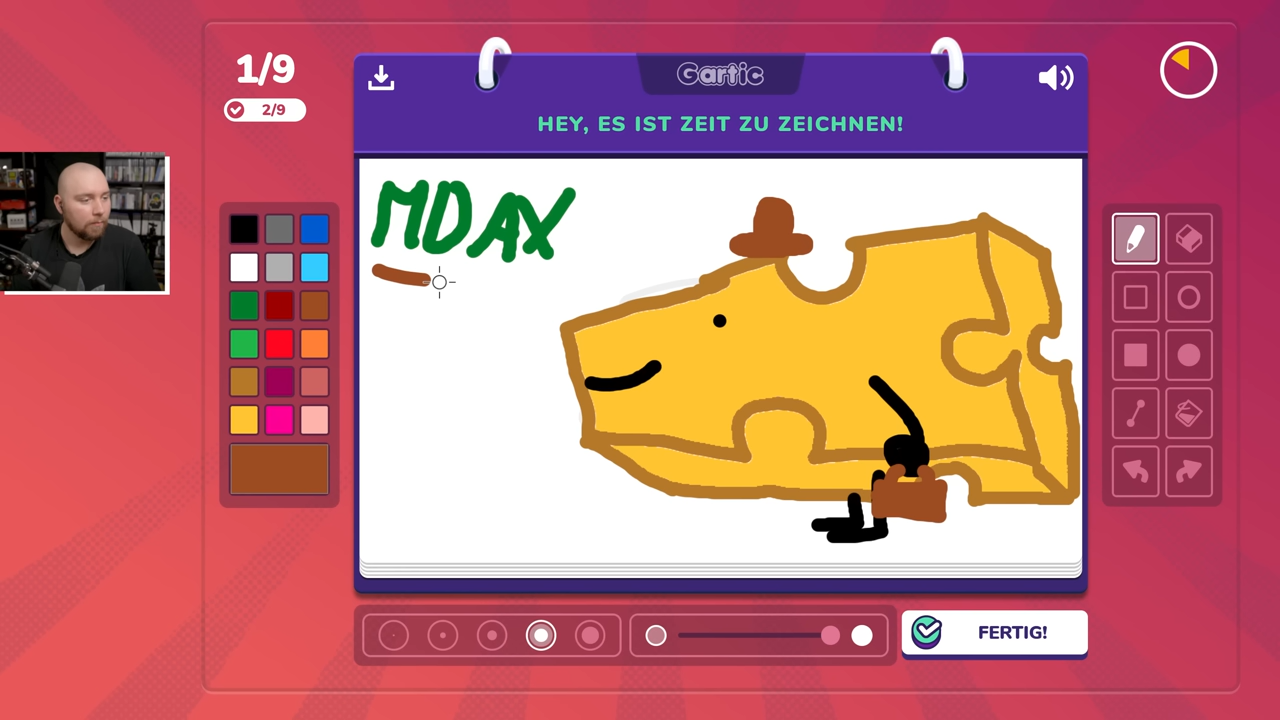 1/9
2/9
Gartic
HEY, ES IST ZEIT ZU ZEICHNEN!
MDAX
FERTIG!